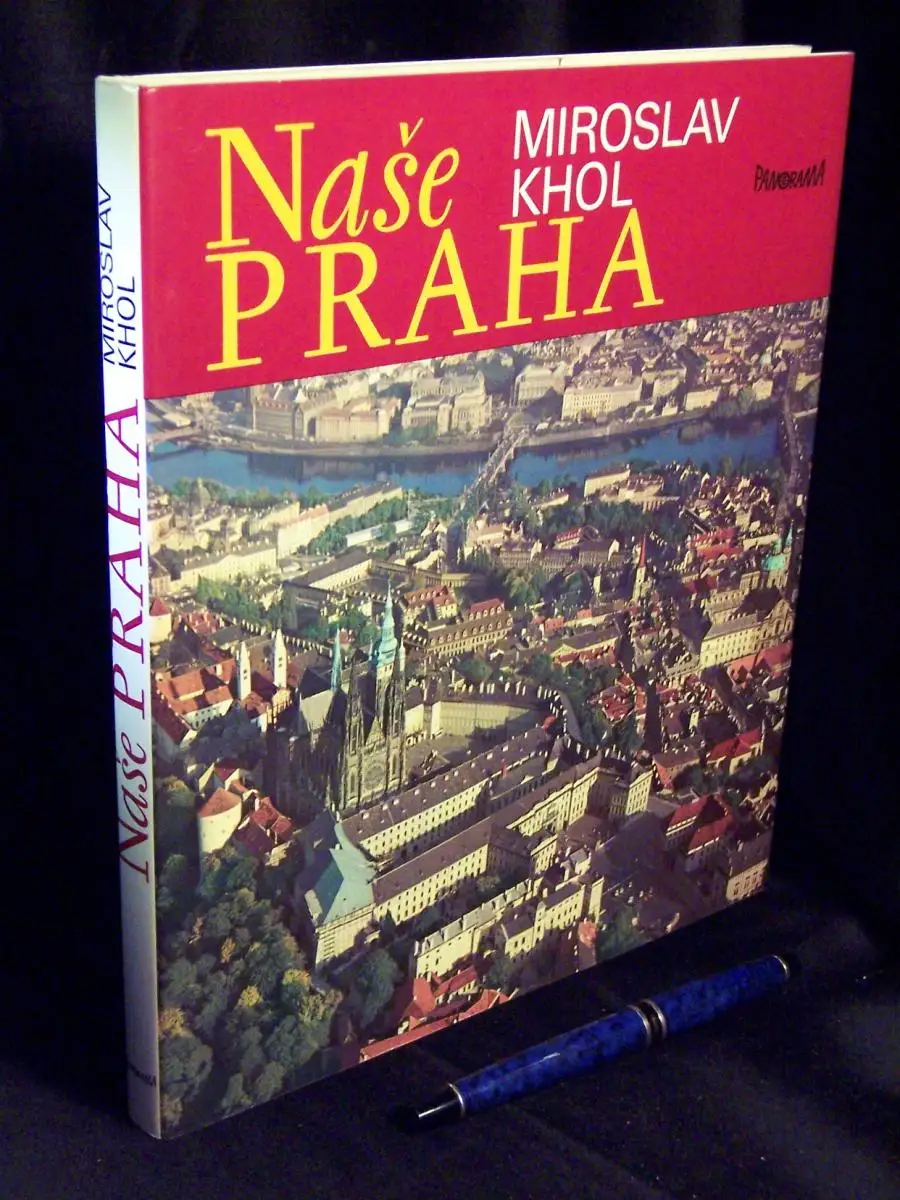 Naše
PRAHA
MIROSLAV
KHOL
PANORAMA
Naše PRAHA
MIROSLAV
KHOL